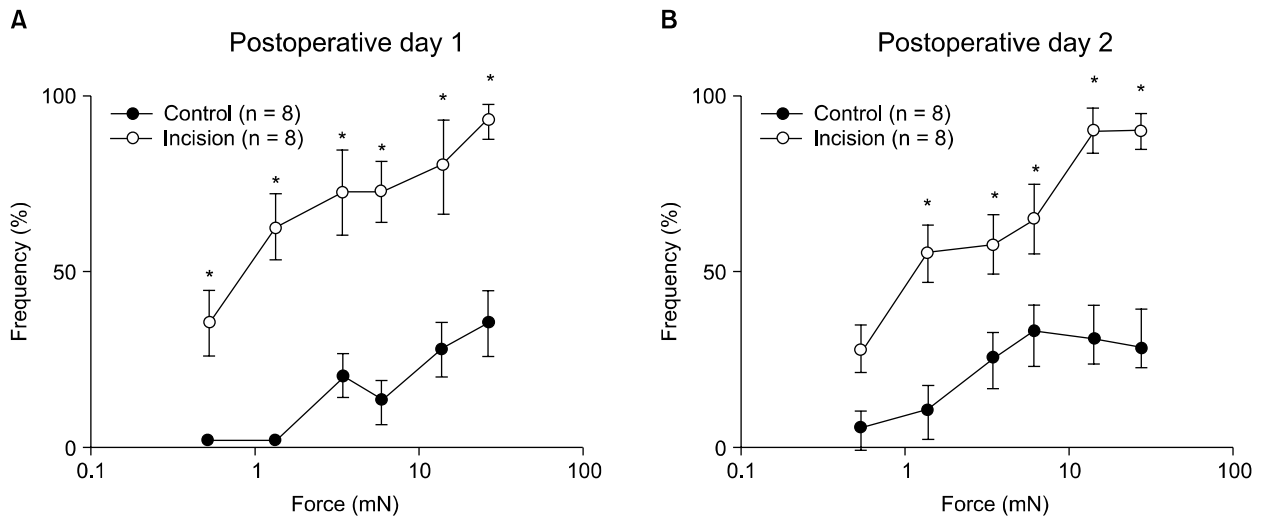 A
Postoperative day 1
100
50
0
Frequency (%)
Control (n = 8)
Incision (n = 8)
*
*
*
*
*
*
0.1
1
10
100
Force (mN)
B
Postoperative day 2
100
50
0
Frequency (%)
Control (n = 8)
Incision (n = 8)
*
*
*
*
*
0.1
1
10
100
Force (mN)